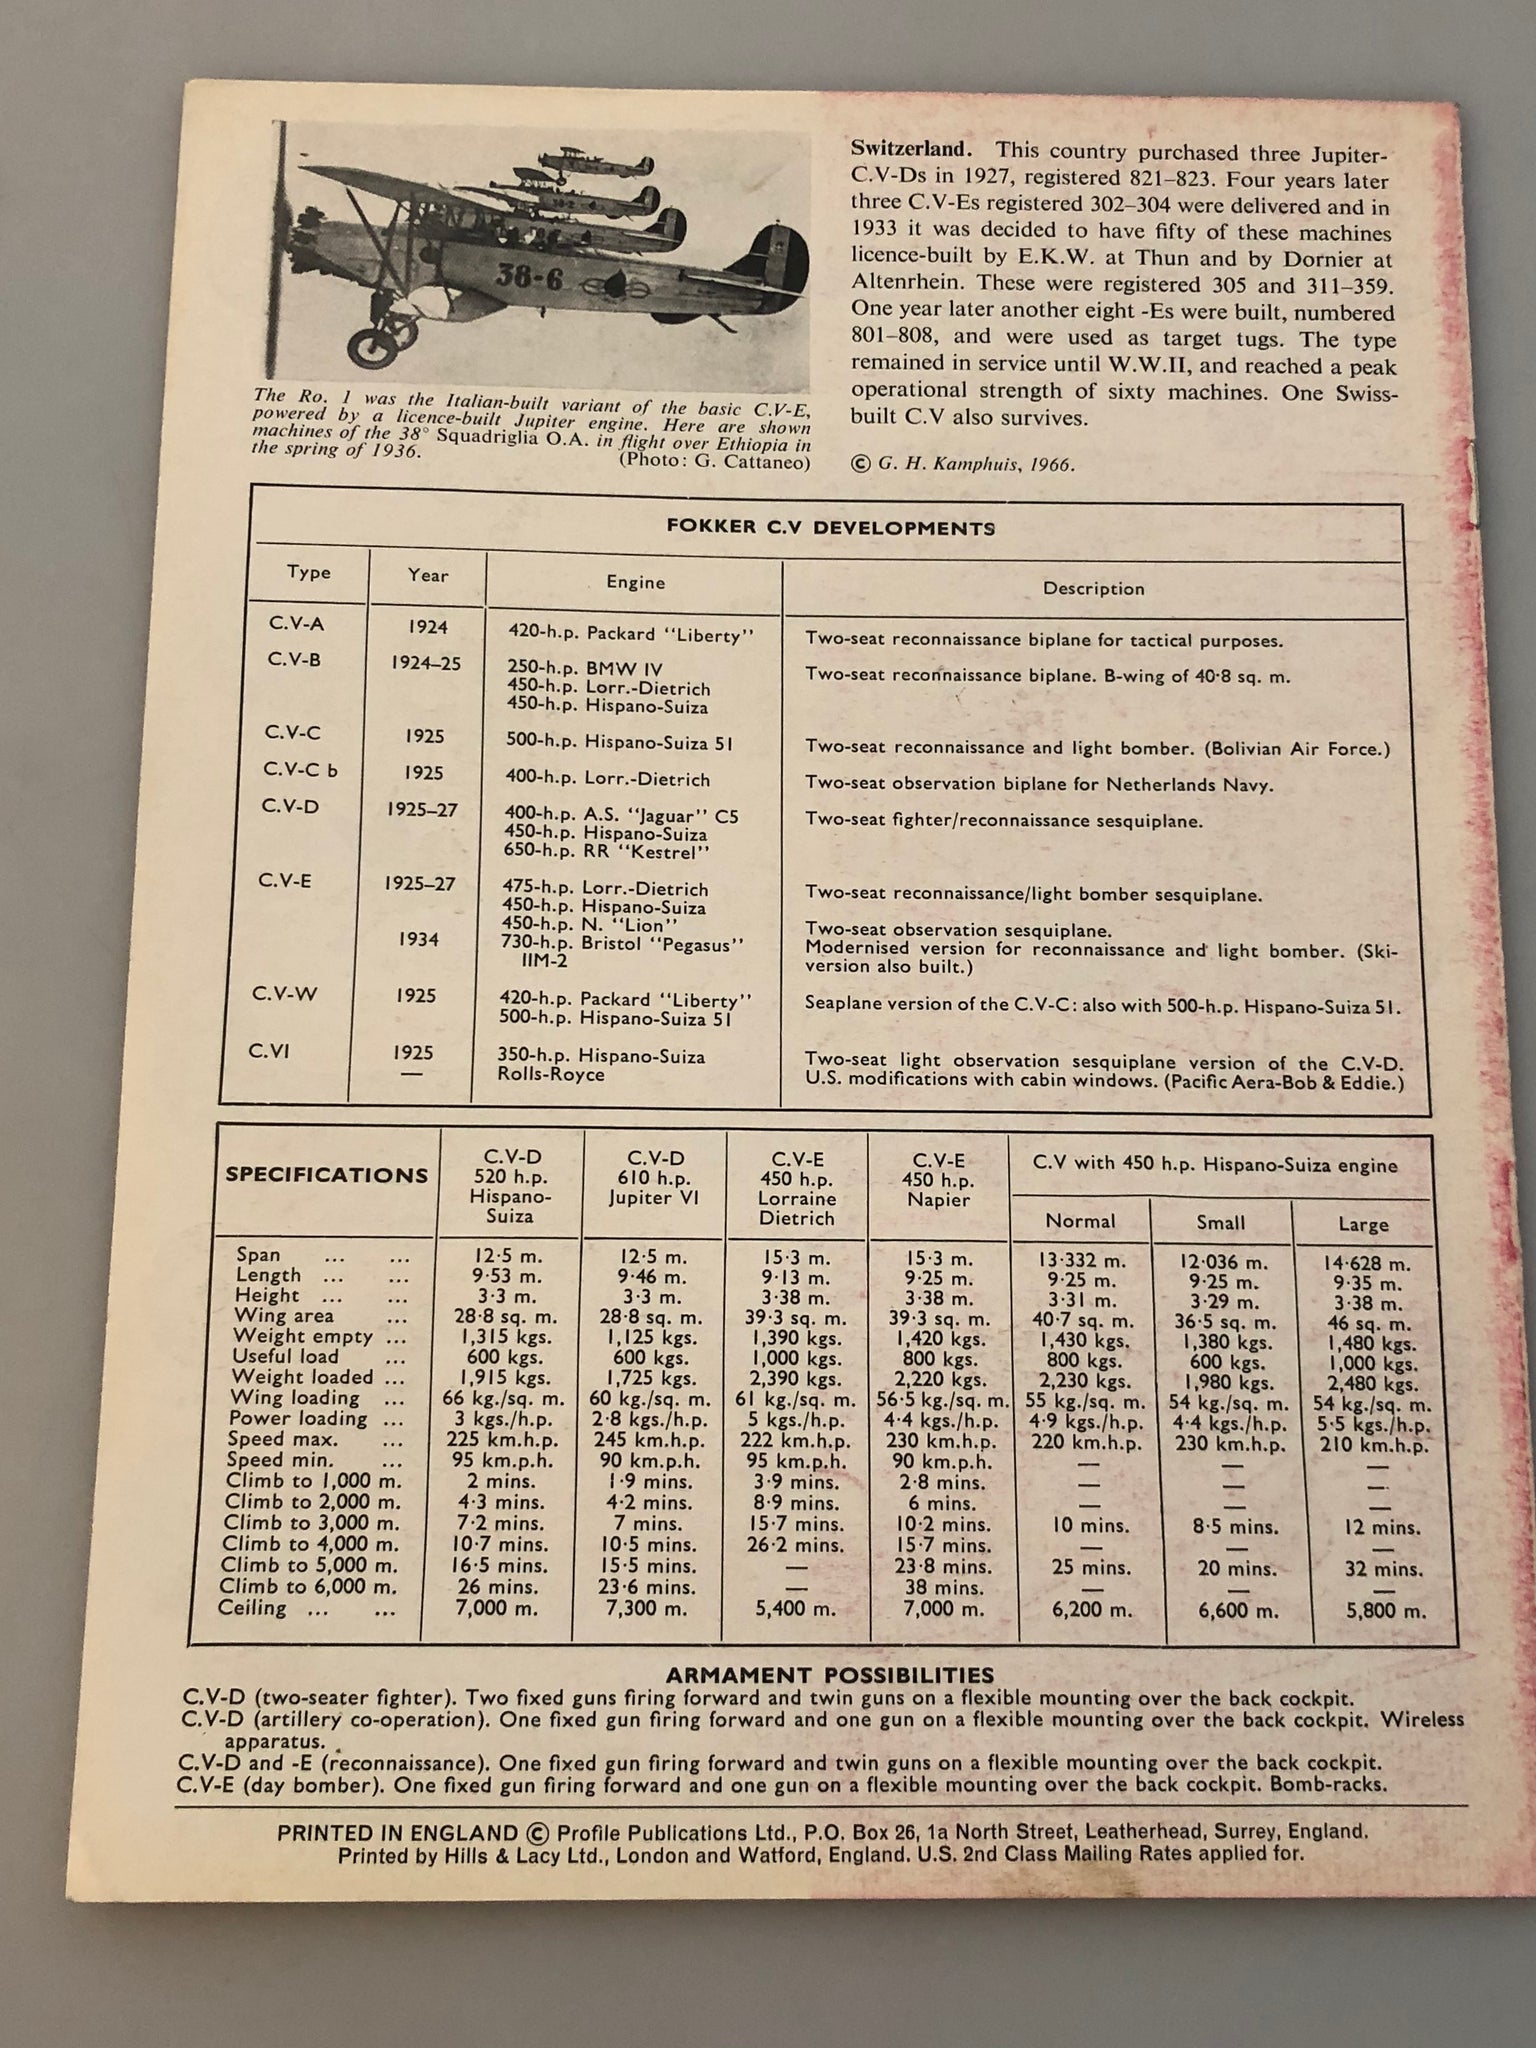 38-6
38-2
The Ro. 1 was the Italian-built variant of the basic C.V-E,
powered by a licence-built Jupiter engine. Here are shown
machines of the 38° Squadriglia O.A. in flight over Ethiopia in
the spring of 1936. (Photo: G. Cattaneo)
Switzerland. This country purchased three Jupiter-
C.V-Ds in 1927, registered 821–823. Four years later
three C.V-Es registered 302–304 were delivered and in
1933 it was decided to have fifty of these machines
licence-built by E.K.W. at Thun and by Dornier at
Altenrhein. These were registered 305 and 311–359.
One year later another eight -Es were built, numbered
801–808, and were used as target tugs. The type
remained in service until W.W.II, and reached a peak
operational strength of sixty machines. One Swiss-
built C.V also survives.
© G. H. Kamphuis, 1966.
FOKKER C.V DEVELOPMENTS
Type Year Engine Description
C.V-A 1924 420-h.p. Packard “Liberty” Two-seat reconnaissance biplane for tactical purposes.
C.V-B 1924–25 250-h.p. BMW IV Two-seat reconnaissance biplane. B-wing of 40·8 sq. m.
450-h.p. Lorr.-Dietrich
450-h.p. Hispano-Suiza
C.V-C 1925 500-h.p. Hispano-Suiza 51 Two-seat reconnaissance and light bomber. (Bolivian Air Force.)
C.V-C b 1925 400-h.p. Lorr.-Dietrich Two-seat observation biplane for Netherlands Navy.
C.V-D 1925–27 400-h.p. A.S. “Jaguar” C5 Two-seat fighter/reconnaissance sesquiplane.
450-h.p. Hispano-Suiza
650-h.p. RR “Kestrel”
C.V-E 1925–27 475-h.p. Lorr.-Dietrich Two-seat reconnaissance/light bomber sesquiplane.
450-h.p. Hispano-Suiza
450-h.p. N. “Lion” Two-seat observation sesquiplane.
1934 730-h.p. Bristol “Pegasus” Modernised version for reconnaissance and light bomber. (Ski-
IIM-2 version also built.)
C.V-W 1925 420-h.p. Packard “Liberty” Seaplane version of the C.V-C: also with 500-h.p. Hispano-Suiza 51.
500-h.p. Hispano-Suiza 51
C.VI 1925 350-h.p. Hispano-Suiza Two-seat light observation sesquiplane version of the C.V-D.
— Rolls-Royce U.S. modifications with cabin windows. (Pacific Aera-Bob & Eddie.)
SPECIFICATIONS
C.V-D
520 h.p.
Hispano-
Suiza
C.V-D
610 h.p.
Jupiter VI
C.V-E
450 h.p.
Lorraine
Dietrich
C.V-E
450 h.p.
Napier
C.V with 450 h.p. Hispano-Suiza engine
Normal Small Large
Span ... ... 12·5 m. 12·5 m. 15·3 m. 15·3 m. 13·332 m. 12·036 m. 14·628 m.
Length ... ... 9·53 m. 9·46 m. 9·13 m. 9·25 m. 9·25 m. 9·25 m. 9·35 m.
Height ... ... 3·3 m. 3·3 m. 3·38 m. 3·38 m. 3·31 m. 3·29 m. 3·38 m.
Wing area ... 28·8 sq. m. 28·8 sq. m. 39·3 sq. m. 39·3 sq. m. 40·7 sq. m. 36·5 sq. m. 46 sq. m.
Weight empty ... 1,315 kgs. 1,125 kgs. 1,390 kgs. 1,420 kgs. 1,430 kgs. 1,380 kgs. 1,480 kgs.
Useful load ... 600 kgs. 600 kgs. 1,000 kgs. 800 kgs. 800 kgs. 600 kgs. 1,000 kgs.
Weight loaded ... 1,915 kgs. 1,725 kgs. 2,390 kgs. 2,220 kgs. 2,230 kgs. 1,980 kgs. 2,480 kgs.
Wing loading ... 66 kg./sq. m. 60 kg./sq. m. 61 kg./sq. m. 56·5 kg./sq. m. 55 kg./sq. m. 54 kg./sq. m. 54 kg./sq. m.
Power loading ... 3 kgs./h.p. 2·8 kgs./h.p. 5 kgs./h.p. 4·4 kgs./h.p. 4·9 kgs./h.p. 4·4 kgs./h.p. 5·5 kgs./h.p.
Speed max. ... 225 km.h.p. 245 km.h.p. 222 km.h.p. 230 km.h.p. 220 km.h.p. 230 km.h.p. 210 km.h.p.
Speed min. ... 95 km.p.h. 90 km.p.h. 95 km.p.h. 90 km.p.h. — — —
Climb to 1,000 m. 2 mins. 1·9 mins. 3·9 mins. 2·8 mins. — — —
Climb to 2,000 m. 4·3 mins. 4·2 mins. 8·9 mins. 6 mins. — — —
Climb to 3,000 m. 7·2 mins. 7 mins. 15·7 mins. 10·2 mins. 10 mins. 8·5 mins. 12 mins.
Climb to 4,000 m. 10·7 mins. 10·5 mins. 26·2 mins. 15·7 mins. — — —
Climb to 5,000 m. 16·5 mins. 15·5 mins. — 23·8 mins. 25 mins. 20 mins. 32 mins.
Climb to 6,000 m. 26 mins. 23·6 mins. — 38 mins. — — —
Ceiling ... ... 7,000 m. 7,300 m. 5,400 m. 7,000 m. 6,200 m. 6,600 m. 5,800 m.
ARMAMENT POSSIBILITIES
C.V-D (two-seater fighter). Two fixed guns firing forward and twin guns on a flexible mounting over the back cockpit.
C.V-D (artillery co-operation). One fixed gun firing forward and one gun on a flexible mounting over the back cockpit. Wireless
apparatus.
C.V-D and -E (reconnaissance). One fixed gun firing forward and twin guns on a flexible mounting over the back cockpit.
C.V-E (day bomber). One fixed gun firing forward and one gun on a flexible mounting over the back cockpit. Bomb-racks.
PRINTED IN ENGLAND © Profile Publications Ltd., P.O. Box 26, 1a North Street, Leatherhead, Surrey, England.
Printed by Hills & Lacy Ltd., London and Watford, England. U.S. 2nd Class Mailing Rates applied for.